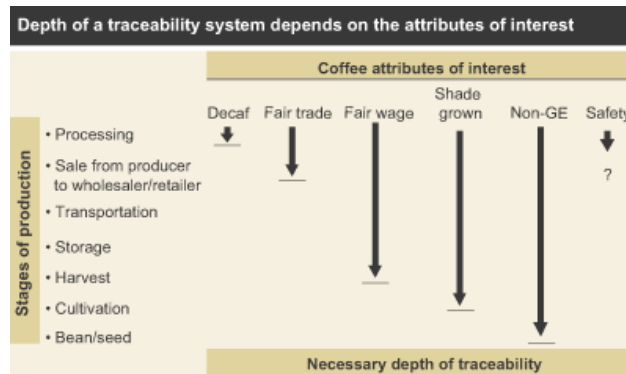 Depth of a traceability system depends on the attributes of interest
Coffee attributes of interest
Decaf
Fair trade
Fair wage
Shade
grown
Non-GE
Safety
Stages of production
• Processing
• Sale from producer
to wholesaler/retailer
• Transportation
• Storage
• Harvest
• Cultivation
• Bean/seed
?
Necessary depth of traceability